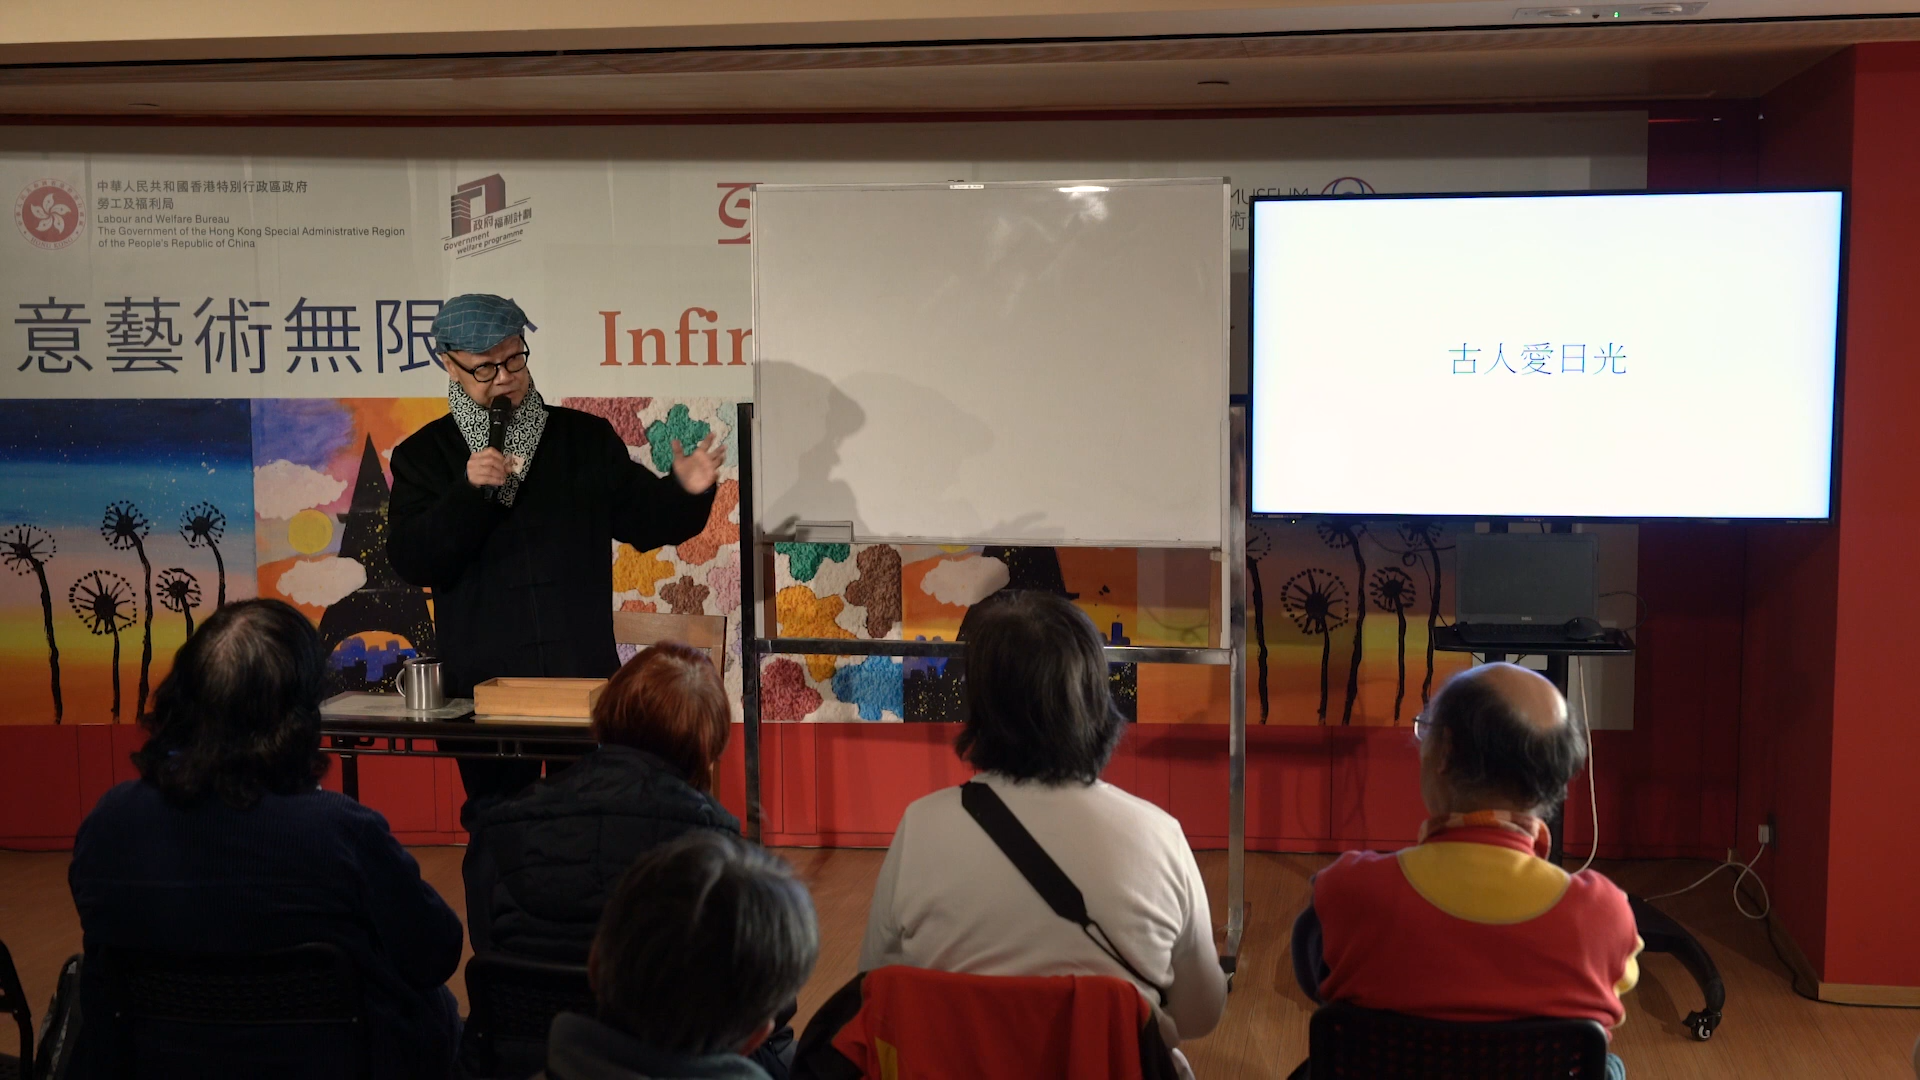 中華人民共和國香港特別行政區政府
勞工及福利局
Labour and Welfare Bureau
The Government of the Hong Kong Special Administrative Region
of the People's Republic of China
政府福利計劃
Government
welfare programme
MUSEUM
術
意藝術無限
Infin
古人愛日光